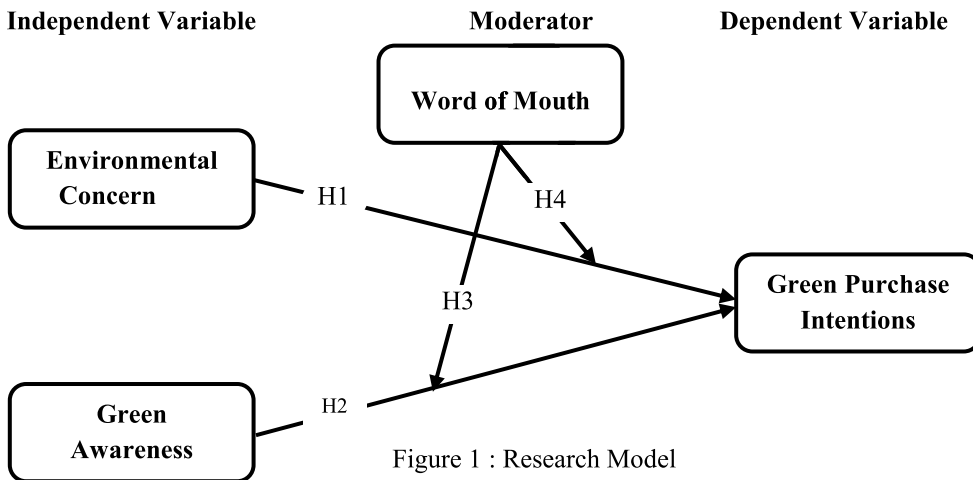 Independent Variable
Moderator
Dependent Variable
Word of Mouth
Environmental
Concern
H1
H4
H3
Green Purchase
Intentions
H2
Green
Awareness
Figure 1 : Research Model